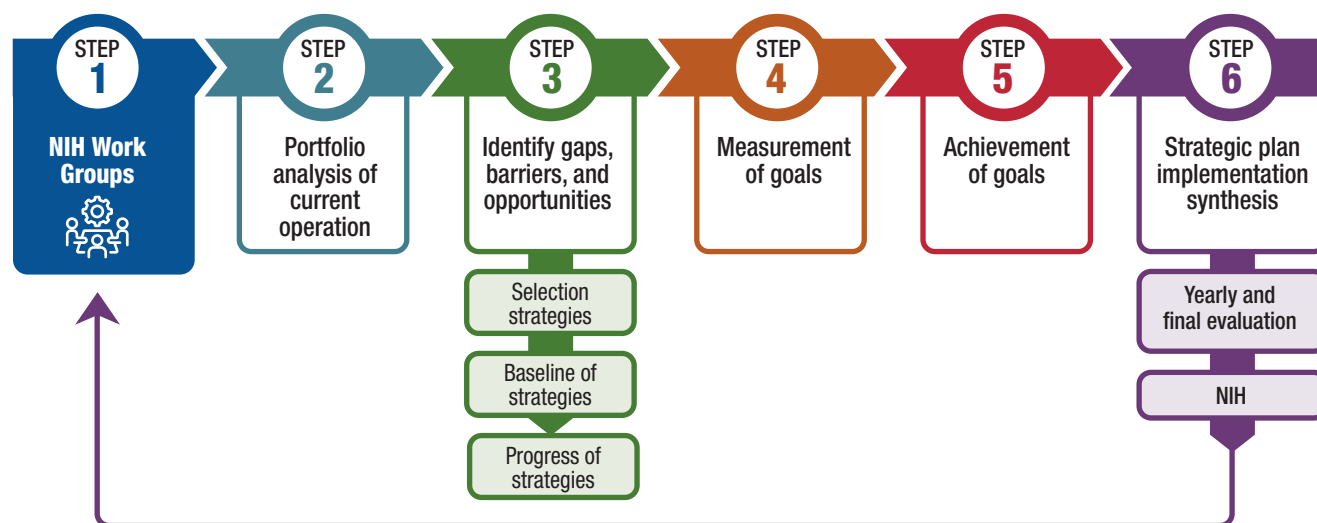 STEP
1
NIH Work
Groups
STEP
2
Portfolio
analysis of
current
operation
STEP
3
Identify gaps,
barriers, and
opportunities
Selection
strategies
Baseline of
strategies
Progress of
strategies
STEP
4
Measurement
of goals
STEP
5
Achievement
of goals
STEP
6
Strategic plan
implementation
synthesis
Yearly and
final evaluation
NIH